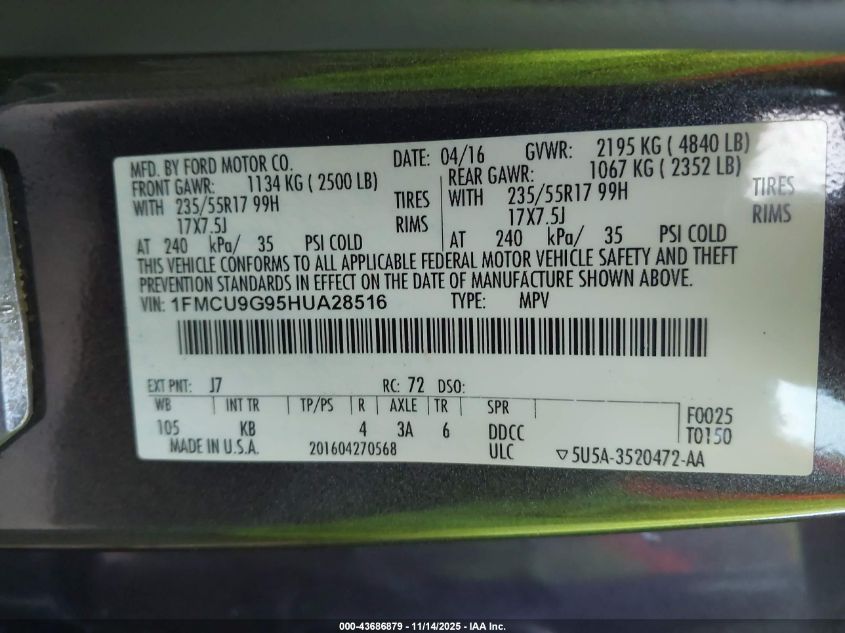 MFD. BY FORD MOTOR CO. DATE: 04/16 GVWR: 2195 KG ( 4840 LB)
FRONT GAWR: 1134 KG ( 2500 LB) REAR GAWR: 1067 KG ( 2352 LB)
WITH 235/55R17 99H TIRES WITH 235/55R17 99H TIRES
17X7.5J RIMS 17X7.5J RIMS
AT 240 kPa/ 35 PSI COLD AT 240 kPa/ 35 PSI COLD
THIS VEHICLE CONFORMS TO ALL APPLICABLE FEDERAL MOTOR VEHICLE SAFETY AND THEFT
PREVENTION STANDARDS IN EFFECT ON THE DATE OF MANUFACTURE SHOWN ABOVE.
VIN: 1FMCU9G95HUA28516 TYPE: MPV
EXT PNT: J7 RC: 72 DSO:
WB INT TR TP/PS R AXLE TR SPR F0025
105 KB 4 3A 6 DDCC T0150
MADE IN U.S.A. 201604270568 ULC ▽5U5A-3520472-AA
000-43686879 - 11/14/2025 - IAA Inc.